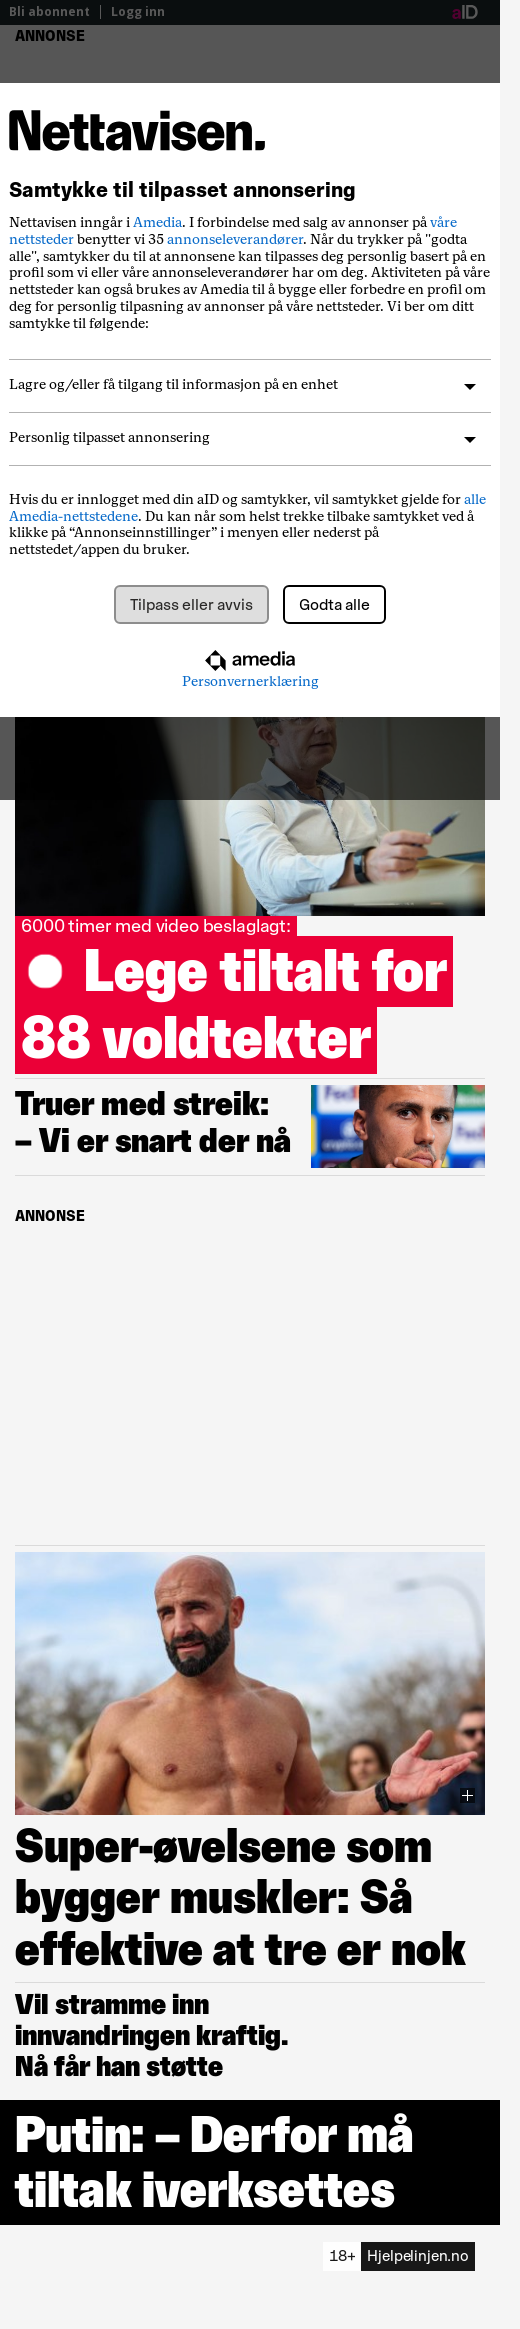 Bli abonnent
Logg inn
aID
ANNONSE
Nettavisen.
Samtykke til tilpasset annonsering
Nettavisen inngår i Amedia. I forbindelse med salg av annonser på våre
nettsteder benytter vi 35 annonseleverandører. Når du trykker på "godta
alle", samtykker du til at annonsene kan tilpasses deg personlig basert på en
profil som vi eller våre annonseleverandører har om deg. Aktiviteten på våre
nettsteder kan også brukes av Amedia til å bygge eller forbedre en profil om
deg for personlig tilpasning av annonser på våre nettsteder. Vi ber om ditt
samtykke til følgende:
Lagre og/eller få tilgang til informasjon på en enhet
Personlig tilpasset annonsering
Hvis du er innlogget med din aID og samtykker, vil samtykket gjelde for alle
Amedia-nettstedene. Du kan når som helst trekke tilbake samtykket ved å
klikke på “Annonseinnstillinger” i menyen eller nederst på
nettstedet/appen du bruker.
Tilpass eller avvis
Godta alle
amedia
Personvernerklæring
6000 timer med video beslaglagt:
Lege tiltalt for
88 voldtekter
Truer med streik:
– Vi er snart der nå
ANNONSE
Super-øvelsene som
bygger muskler: Så
effektive at tre er nok
Vil stramme inn
innvandringen kraftig.
Nå får han støtte
Putin: – Derfor må
tiltak iverksettes
18+
Hjelpelinjen.no